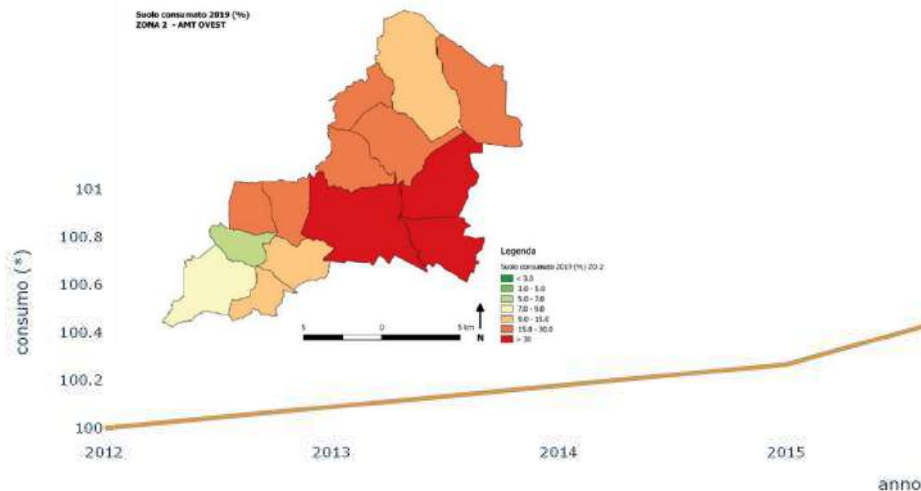 Suolo consumato 2019 (%)
ZONA 2 - AMT OVEST
101
100.8
100.6
100.4
100.2
100
consumo (*)
Legenda
Suolo consumato 2019 (%) ZO-2
< 3.0
3.0 - 5.0
5.0 - 7.0
7.0 - 9.0
9.0 - 15.0
15.0 - 30.0
> 30
5 0 5 km
N
2012 2013 2014 2015
anno